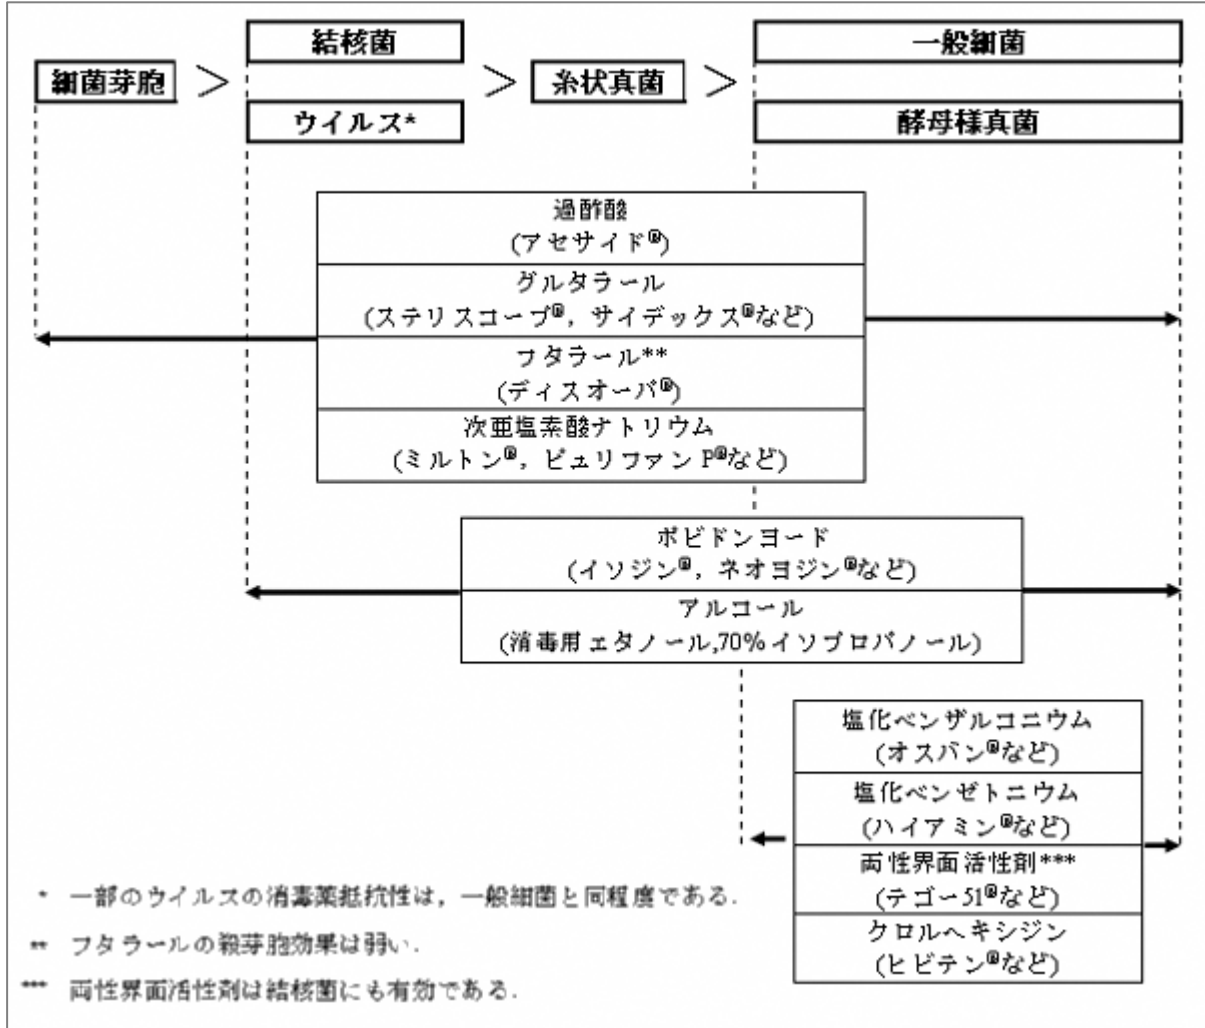 結核菌
一般細菌
細菌芽胞 > > 糸状真菌 >
ウイルス*
酵母様真菌
過酢酸
(アセサイド®)
グルタラール
(ステリスコープ®, サイデックス®など)
フタラール**
(ディスオーパ®)
次亜塩素酸ナトリウム
(ミルトン®, ピュリファンP®など)
ポビドンヨード
(イソジン®, ネオヨジン®など)
アルコール
(消毒用エタノール,70%イソプロパノール)
塩化ベンザルコニウム
(オスバン®など)
塩化ベンゼトニウム
(ハイアミン®など)
両性界面活性剤***
(テゴー51®など)
クロルヘキシジン
(ヒビテン®など)
* 一部のウイルスの消毒薬抵抗性は,一般細菌と同程度である.
** フタラールの殺芽胞効果は弱い.
*** 両性界面活性剤は結核菌にも有効である.